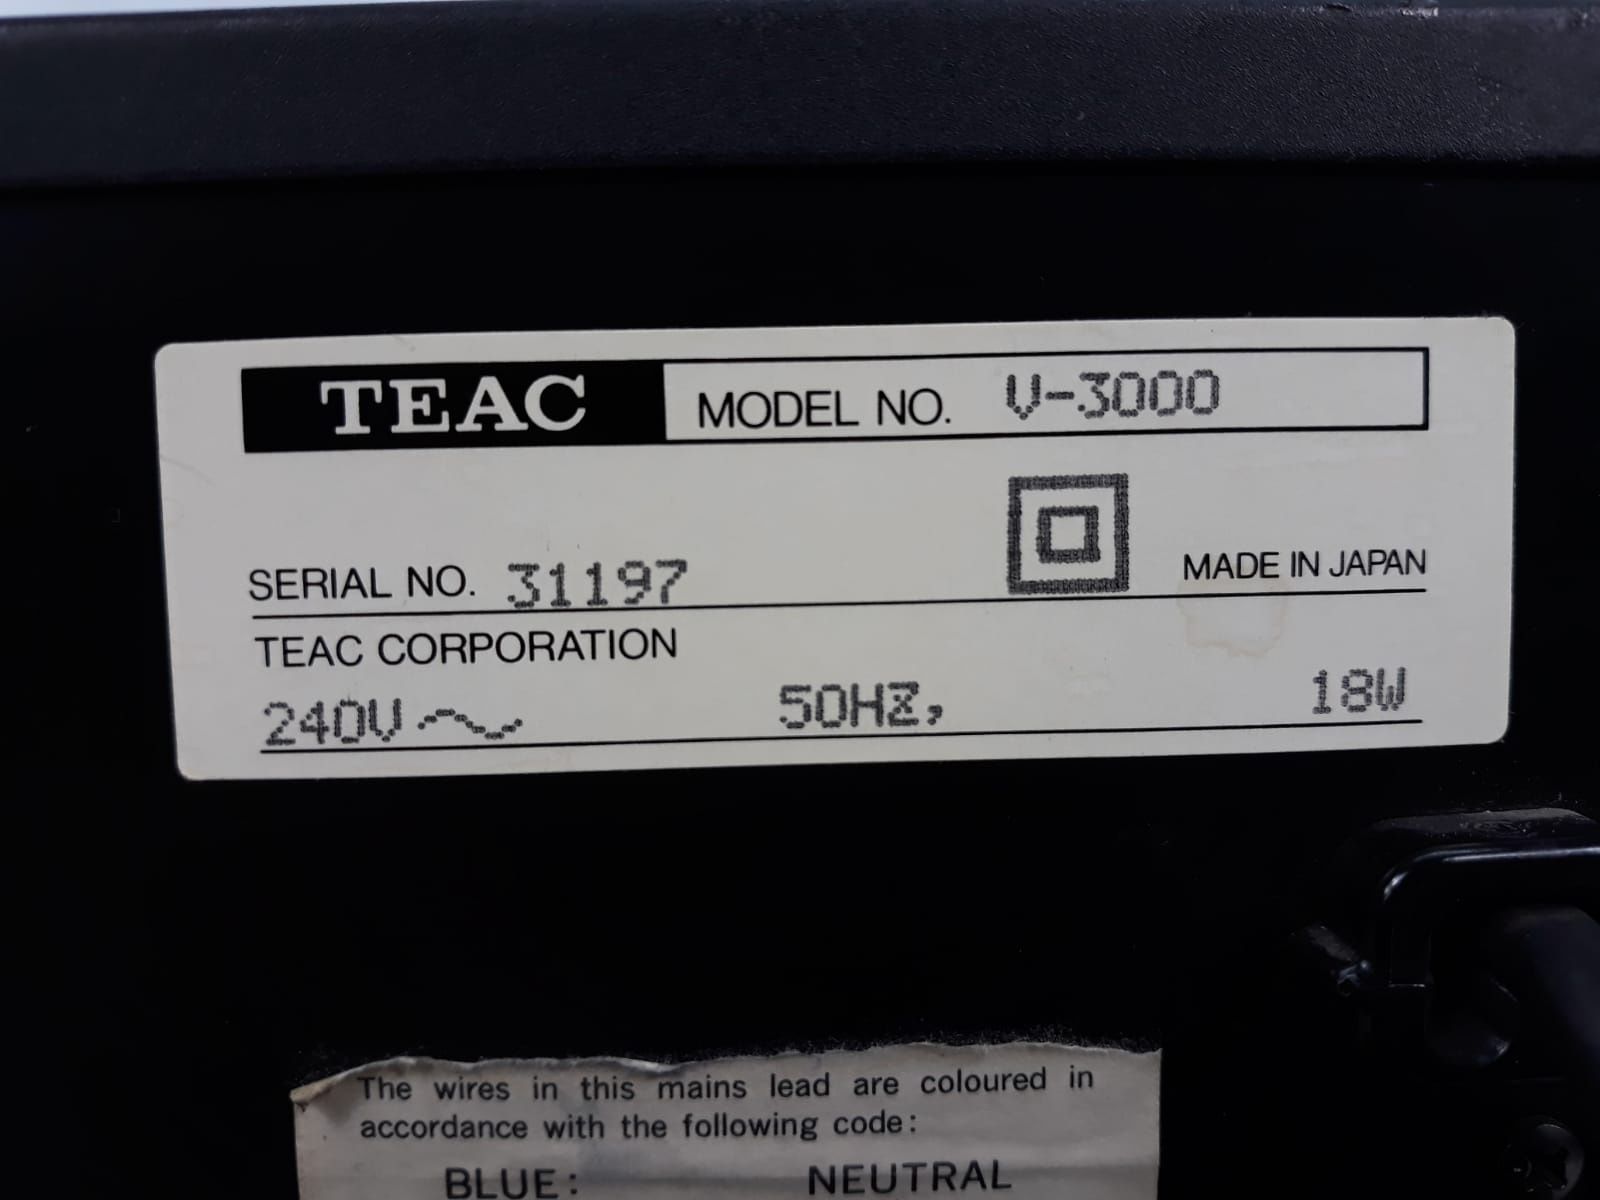 TEAC MODEL NO. V-3000
SERIAL NO. 31197 MADE IN JAPAN
TEAC CORPORATION
240V~ 50HZ, 18W
The wires in this mains lead are coloured in
accordance with the following code:
BLUE: NEUTRAL